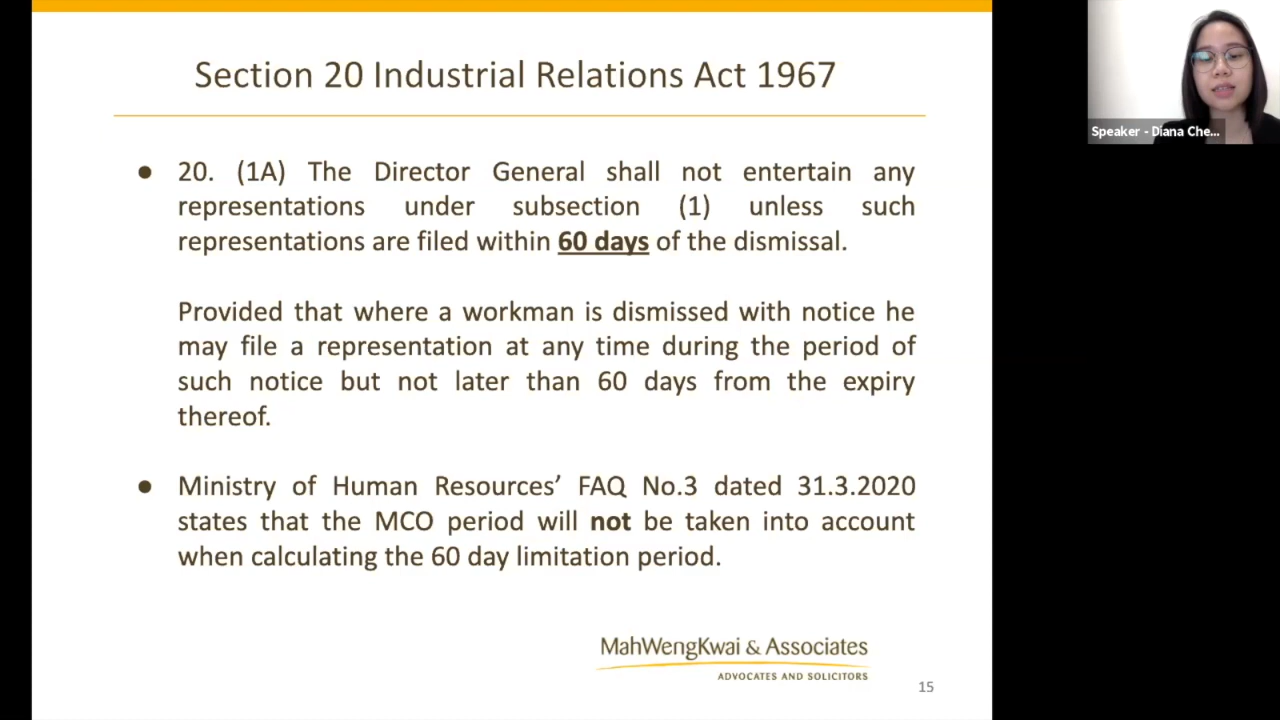 Section 20 Industrial Relations Act 1967
Speaker - Diana Che...
● 20. (1A) The Director General shall not entertain any
representations under subsection (1) unless such
representations are filed within 60 days of the dismissal.
Provided that where a workman is dismissed with notice he
may file a representation at any time during the period of
such notice but not later than 60 days from the expiry
thereof.
● Ministry of Human Resources’ FAQ No.3 dated 31.3.2020
states that the MCO period will not be taken into account
when calculating the 60 day limitation period.
MahWengKwai & Associates
ADVOCATES AND SOLICITORS
15